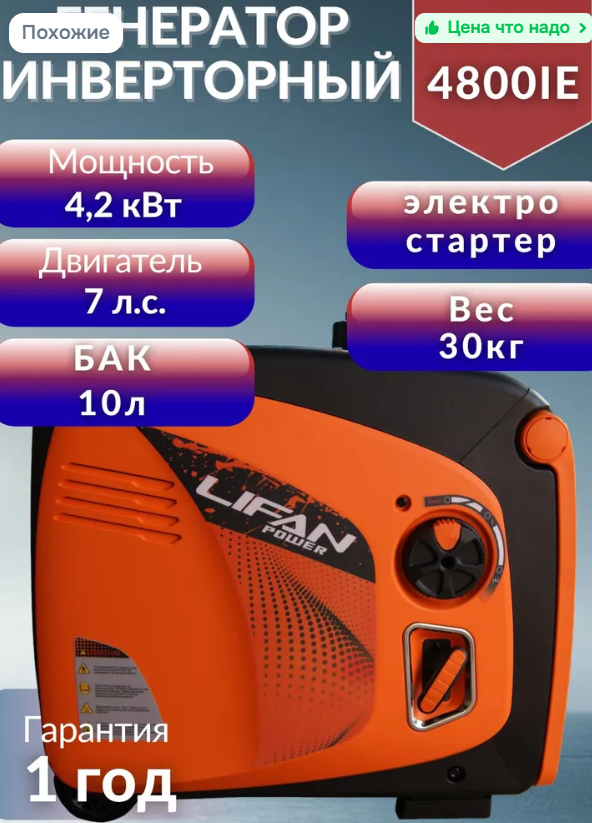 Похожие
ГЕНЕРАТОР
ИНВЕРТОРНЫЙ
Цена что надо
4800IE
Мощность
4,2 кВт
электро
стартер
Двигатель
7 л.с.
Вес
30кг
БАК
10л
LIFAN
POWER
Гарантия
1 год